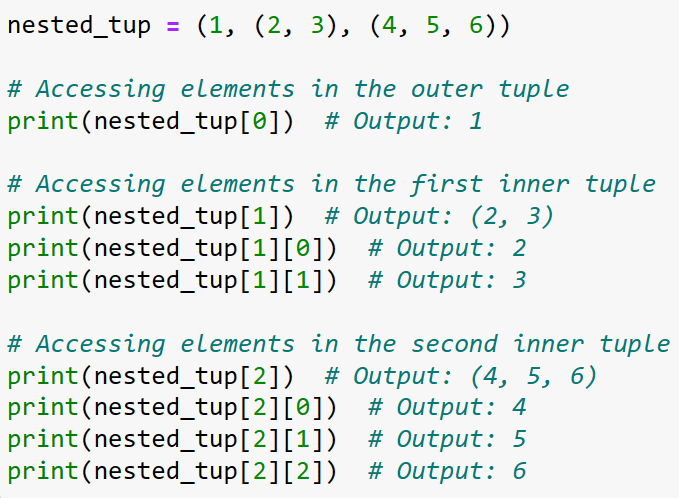 nested_tup = (1, (2, 3), (4, 5, 6))
# Accessing elements in the outer tuple
print(nested_tup[0])  # Output: 1
# Accessing elements in the first inner tuple
print(nested_tup[1])  # Output: (2, 3)
print(nested_tup[1][0])  # Output: 2
print(nested_tup[1][1])  # Output: 3
# Accessing elements in the second inner tuple
print(nested_tup[2])  # Output: (4, 5, 6)
print(nested_tup[2][0])  # Output: 4
print(nested_tup[2][1])  # Output: 5
print(nested_tup[2][2])  # Output: 6